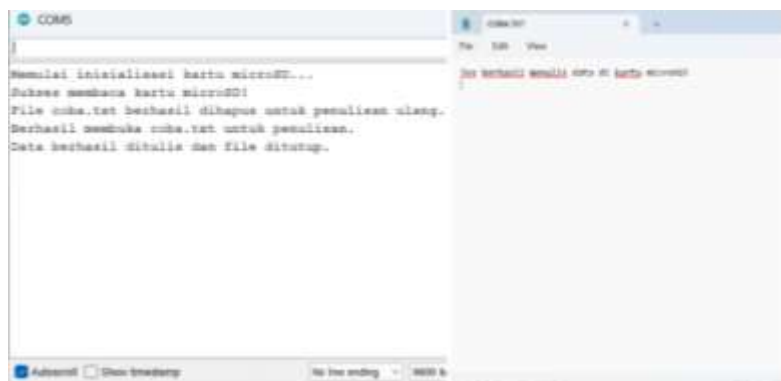 COM5
Memulai inisialisasi kartu microSD...
Sukses membaca kartu microSD!
File coba.txt berhasil dihapus untuk penulisan ulang.
Berhasil membuka coba.txt untuk penulisan.
Data berhasil ditulis dan file ditutup.
Autoscroll Show timestamp
No line ending
COBA.TXT
File Edit View
berhasil menulis data di kartu microSD